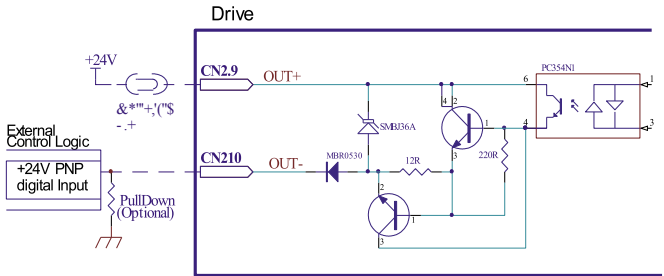 Drive
+24V
CN2.9
OUT+
&*'"+,'("$
- .+
PC354N1
6
1
4
2
SMBJ36A
1
4
3
External
Control Logic
+24V PNP
digital Input
CN210
OUT-
MBR0530
12R
3
220R
PullDown
(Optional)
2
1
3